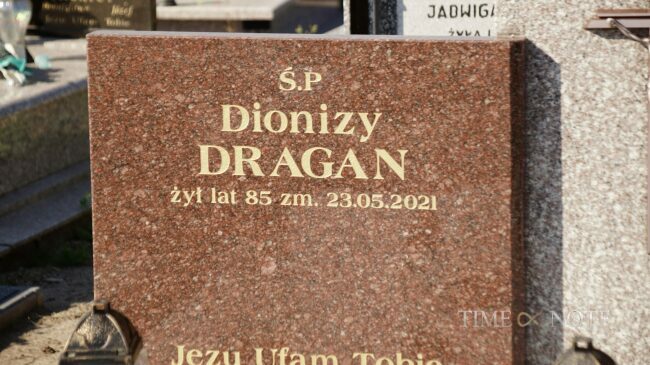 JADWIGA
Ś.P
Dionizy
DRAGAN
żył lat 85 zm. 23.05.2021
Jezu Ufam Tobie
TIME NOTE